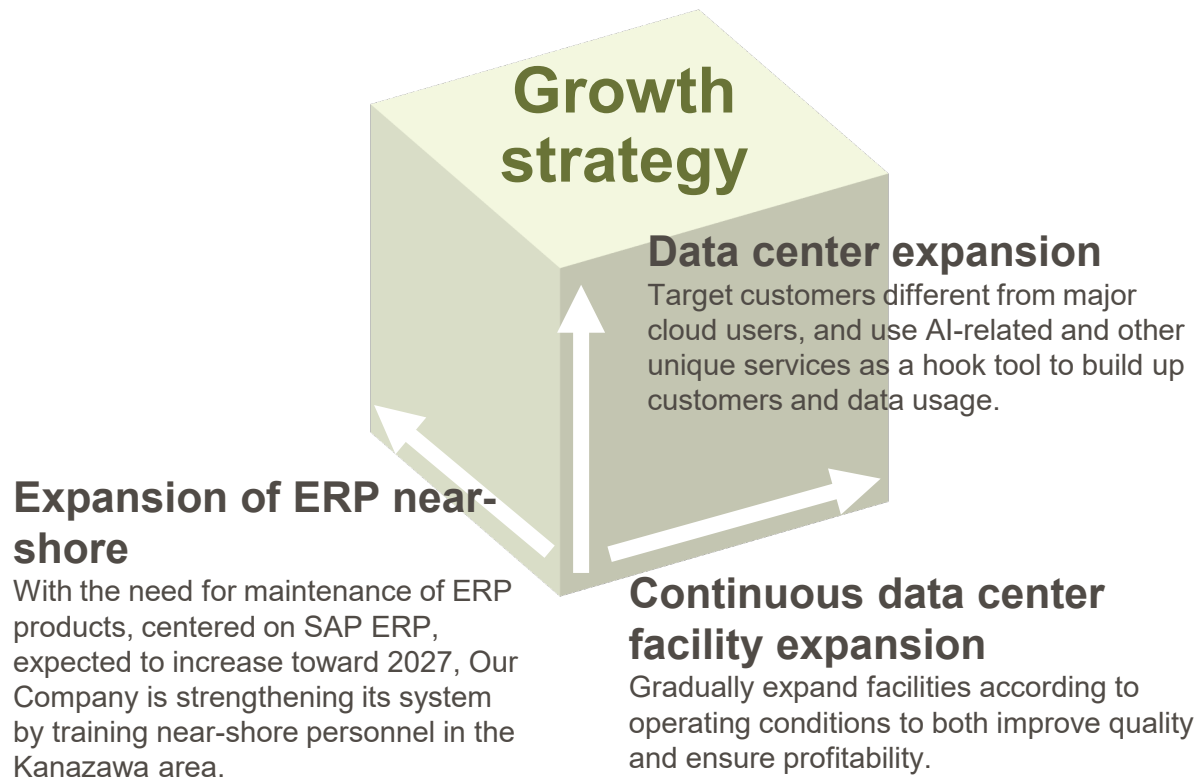 Growth
strategy
Data center expansion
Target customers different from major
cloud users, and use AI-related and other
unique services as a hook tool to build up
customers and data usage.
Expansion of ERP near-
shore
With the need for maintenance of ERP
products, centered on SAP ERP,
expected to increase toward 2027, Our
Company is strengthening its system
by training near-shore personnel in the
Kanazawa area.
Continuous data center
facility expansion
Gradually expand facilities according to
operating conditions to both improve quality
and ensure profitability.